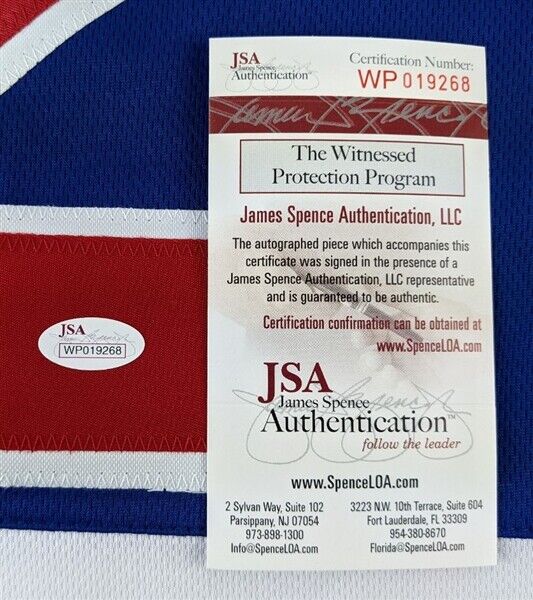 JSA
James Spence
Authentication
Certification Number:
WP 019268
The Witnessed
Protection Program
James Spence Authentication, LLC
The autographed piece which accompanies this
certificate was signed in the presence of a
James Spence Authentication, LLC representative
and is guaranteed to be authentic.
Certification confirmation can be obtained at
www.SpenceLOA.com.
JSA
James Spence
Authentication™
follow the leader
www.SpenceLOA.com
2 Sylvan Way, Suite 102
Parsippany, NJ 07054
973-898-1300
Info@SpenceLOA.com
3223 N.W. 10th Terrace, Suite 604
Fort Lauderdale, FL 33309
954-380-8670
Florida@SpenceLOA.com
JSA
WP019268